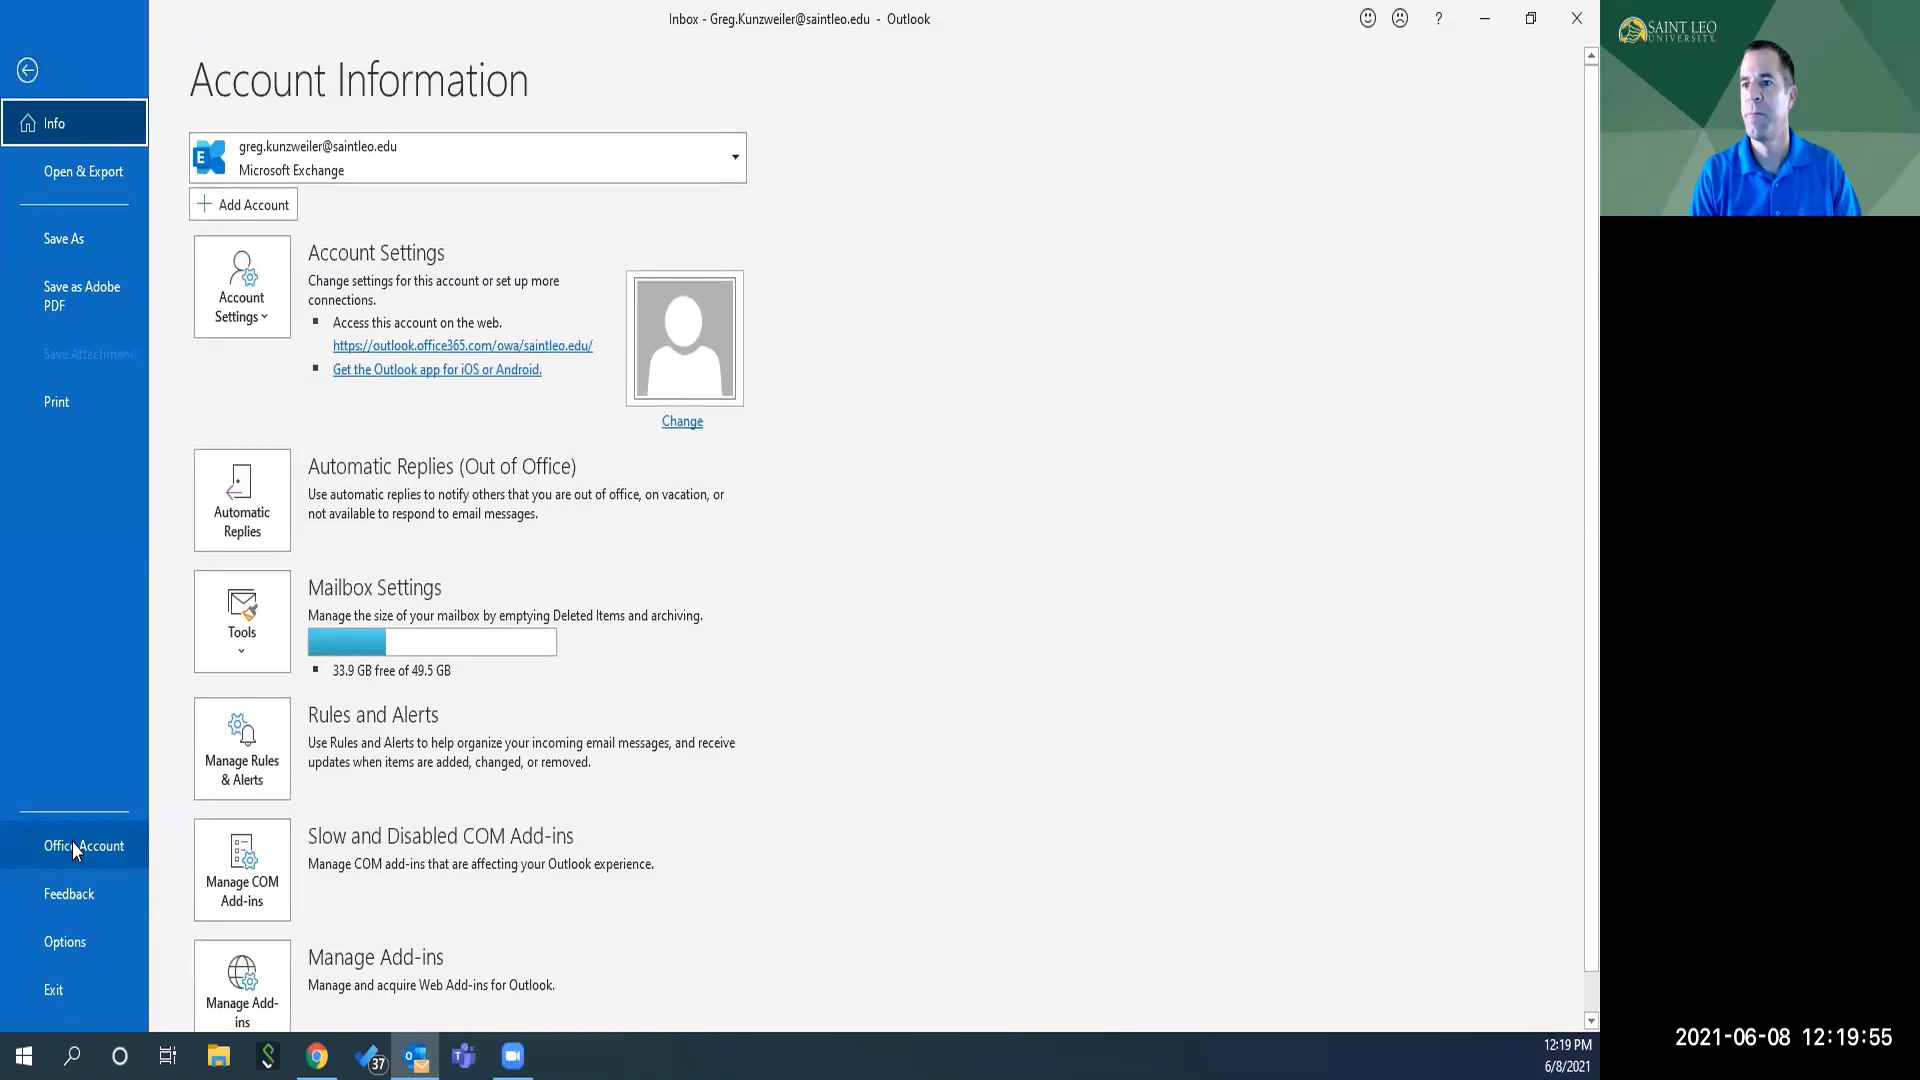 Inbox - Greg.Kunzweiler@saintleo.edu - Outlook
?
Info
Open & Export
Save As
Save as Adobe
PDF
Save Attachments
Print
Office Account
Feedback
Options
Exit
Account Information
greg.kunzweiler@saintleo.edu
Microsoft Exchange
Add Account
Account
Settings
Account Settings
Change settings for this account or set up more
connections.
Access this account on the web.
https://outlook.office365.com/owa/saintleo.edu/
Get the Outlook app for iOS or Android.
Change
Automatic
Replies
Automatic Replies (Out of Office)
Use automatic replies to notify others that you are out of office, on vacation, or
not available to respond to email messages.
Tools
Mailbox Settings
Manage the size of your mailbox by emptying Deleted Items and archiving.
33.9 GB free of 49.5 GB
Manage Rules
& Alerts
Rules and Alerts
Use Rules and Alerts to help organize your incoming email messages, and receive
updates when items are added, changed, or removed.
Manage COM
Add-ins
Slow and Disabled COM Add-ins
Manage COM add-ins that are affecting your Outlook experience.
Manage Add-
ins
Manage Add-ins
Manage and acquire Web Add-ins for Outlook.
37
12:19 PM
6/8/2021
SAINT LEO
UNIVERSITY
2021-06-08 12:19:55